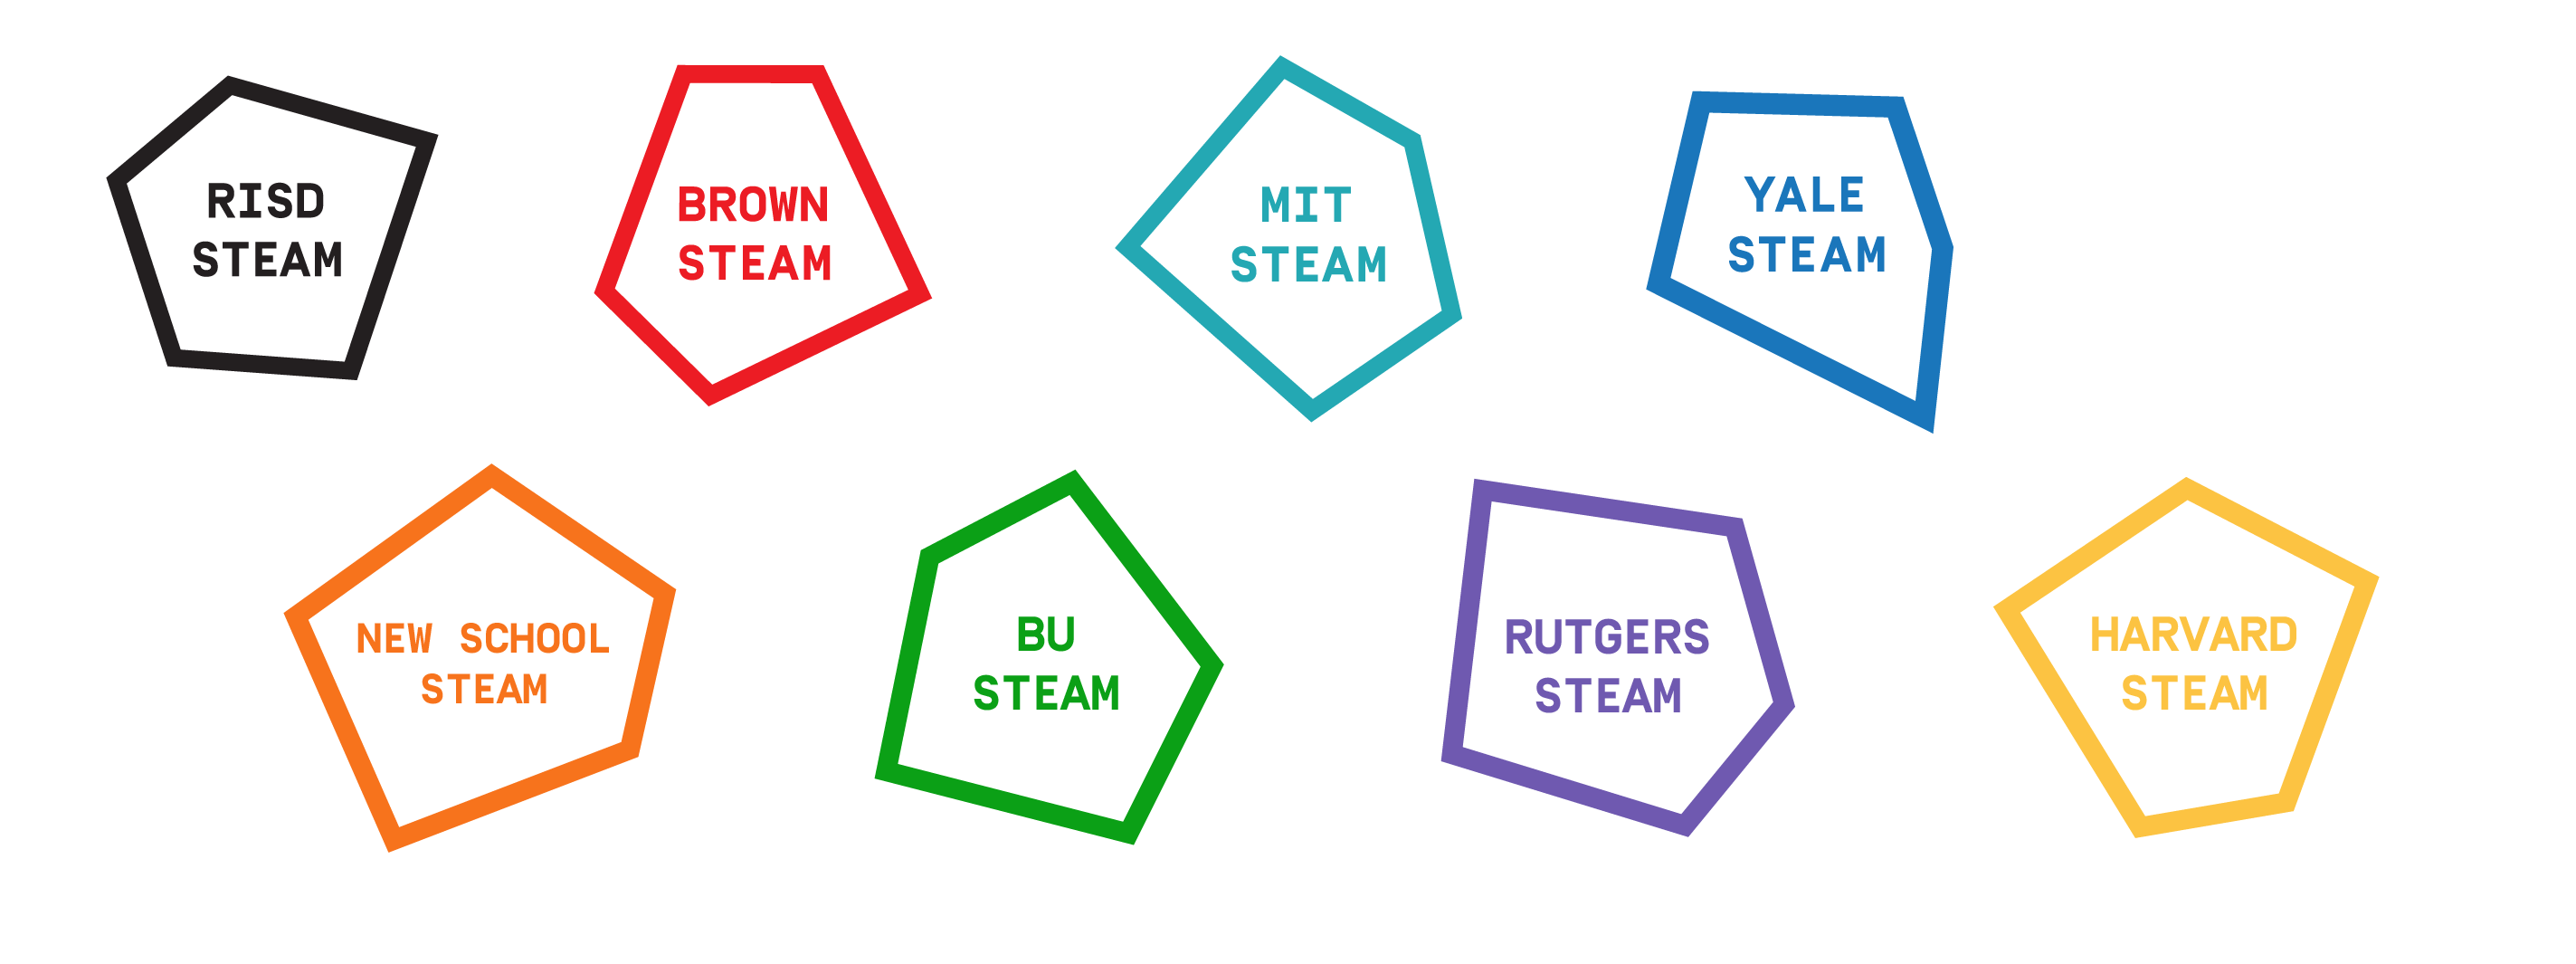 RISD
STEAM
BROWN
STEAM
MIT
STEAM
YALE
STEAM
NEW SCHOOL
STEAM
BU
STEAM
RUTGERS
STEAM
HARVARD
STEAM